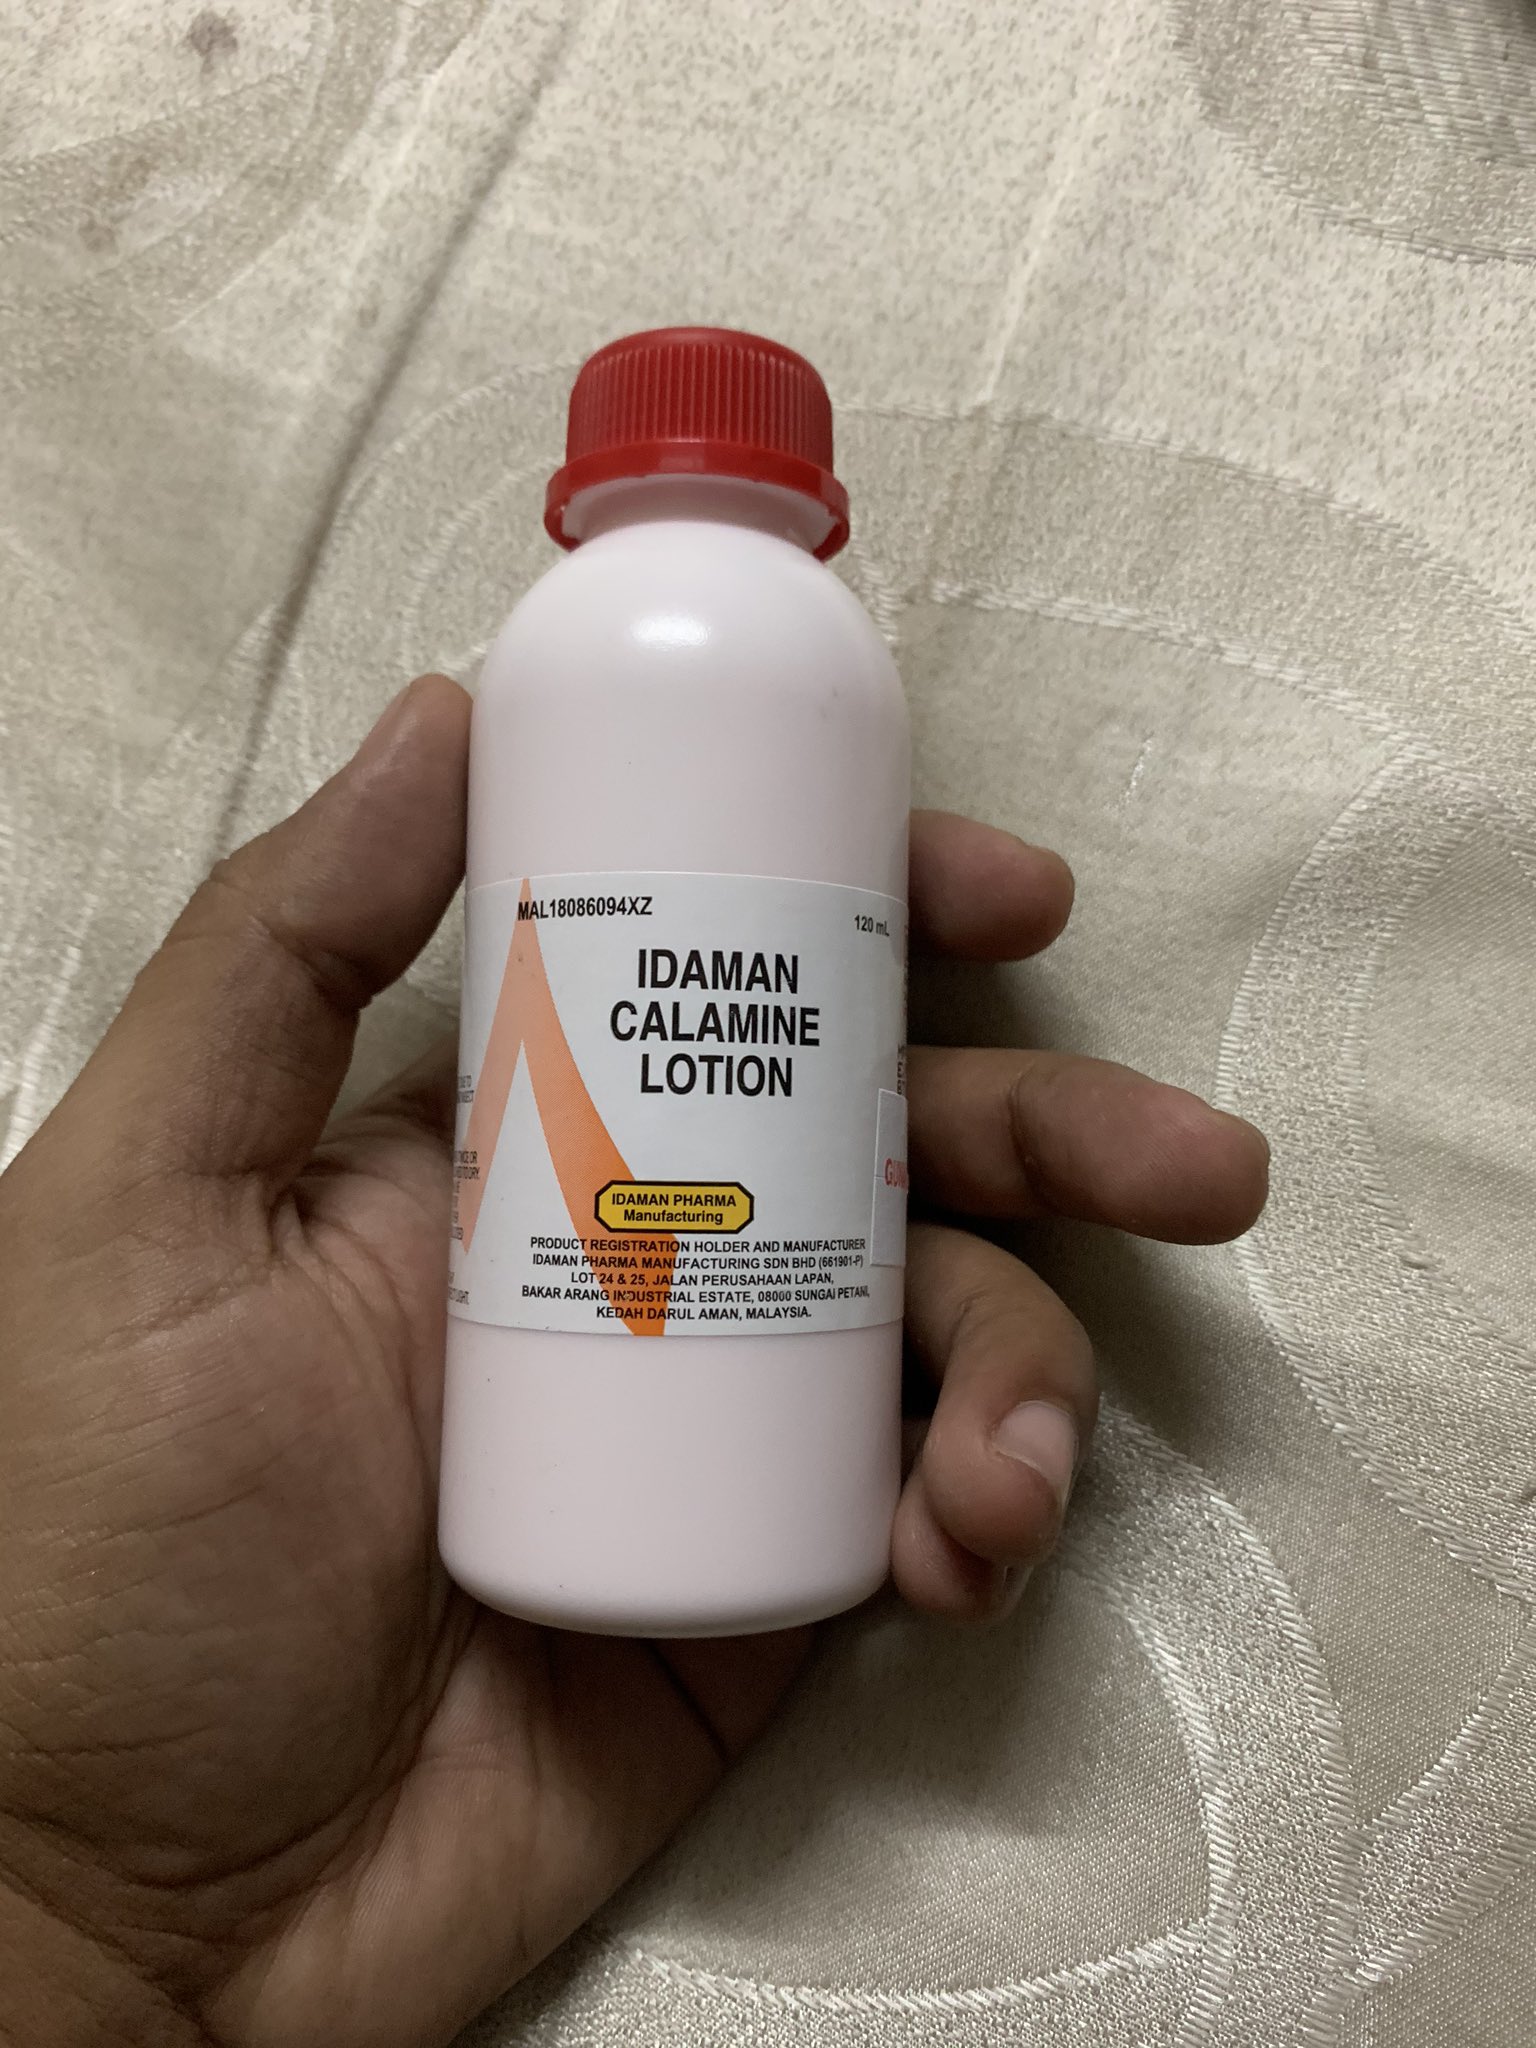 MAL18086094XZ
120 mL
IDAMAN
CALAMINE
LOTION
IDAMAN PHARMA
Manufacturing
PRODUCT REGISTRATION HOLDER AND MANUFACTURER
IDAMAN PHARMA MANUFACTURING SDN BHD (661901-P)
LOT 24 & 25, JALAN PERUSAHAAN LAPAN,
BAKAR ARANG INDUSTRIAL ESTATE, 08000 SUNGAI PETANI,
KEDAH DARUL AMAN, MALAYSIA.